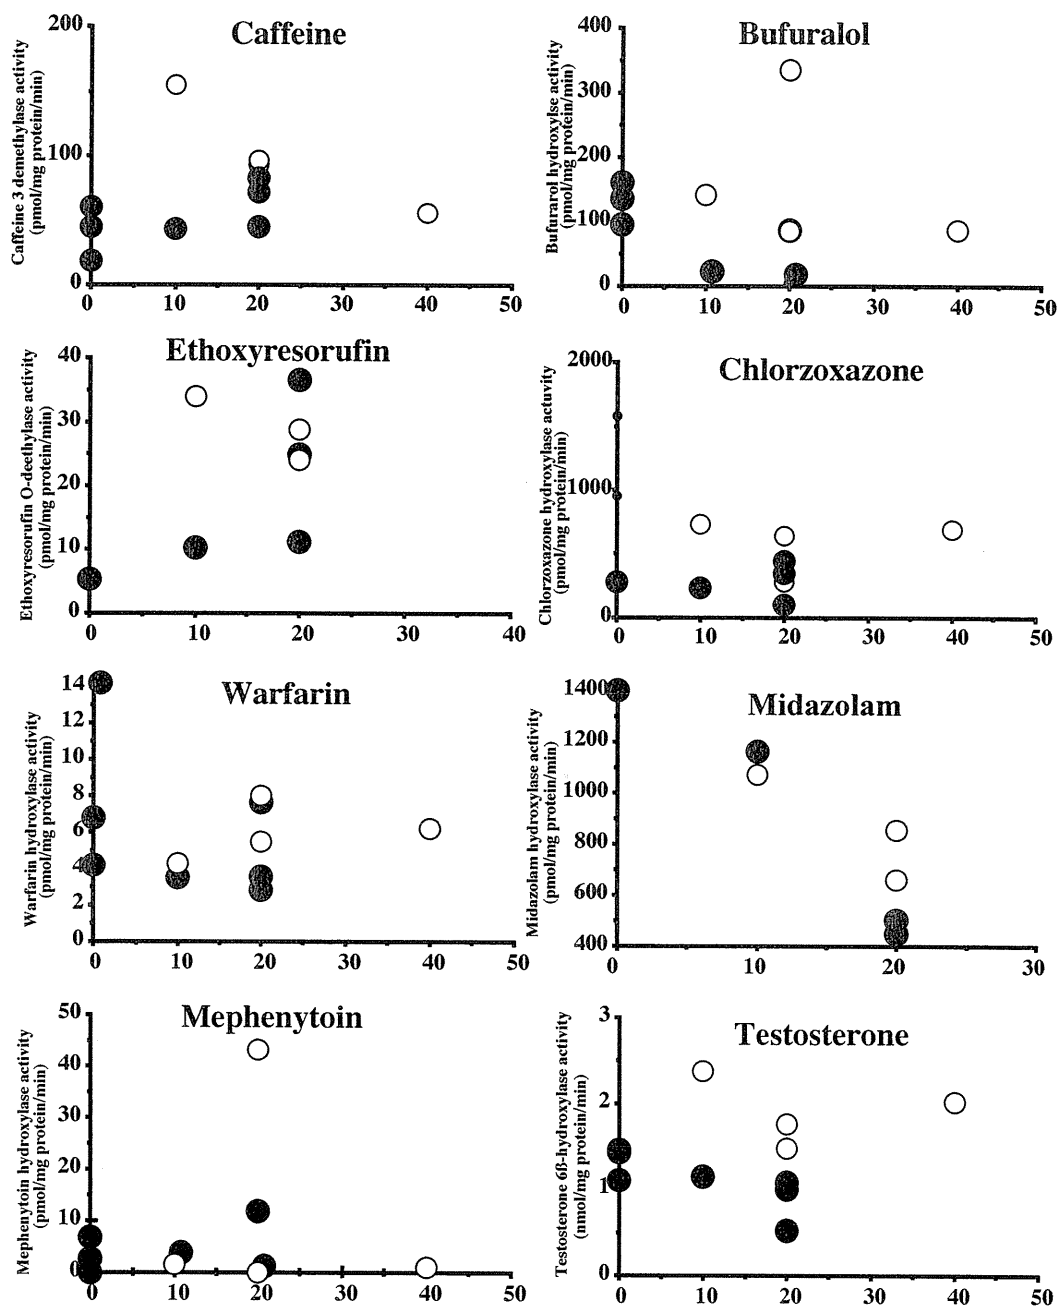 Caffeine
Caffeine 3 demethylase activity
(pmol/mg protein/min)
200
100
0
0 10 20 30 40 50
Bufuralol
Bufurarol hydroxylse activity
(pmol/mg protein/min)
400
300
200
100
0
0 10 20 30 40 50
Ethoxyresorufin
Ethoxyresorufin O-deethylase activity
(pmol/mg protein/min)
40
30
20
10
0
0 10 20 30 40
Chlorzoxazone
Chlorzoxazone hydroxylase actuvity
(pmol/mg protein/min)
2000
1000
0
0 10 20 30 40 50
Warfarin
Warfarin hydroxylase activity
(pmol/mg protein/min)
14
12
8
6
4
2
0
0 10 20 30 40 50
Midazolam
Midazolam hydroxylase activity
(pmol/mg protein/min)
1400
1200
1000
800
600
400
0 10 20 30
Mephenytoin
Mephenytoin hydroxylase activity
(pmol/mg protein/min)
50
40
30
20
10
0
0 10 20 30 40 50
Testosterone
Testosterone 6ß-hydroxylase activity
(nmol/mg protein/min)
3
2
1
0
0 10 20 30 40 50